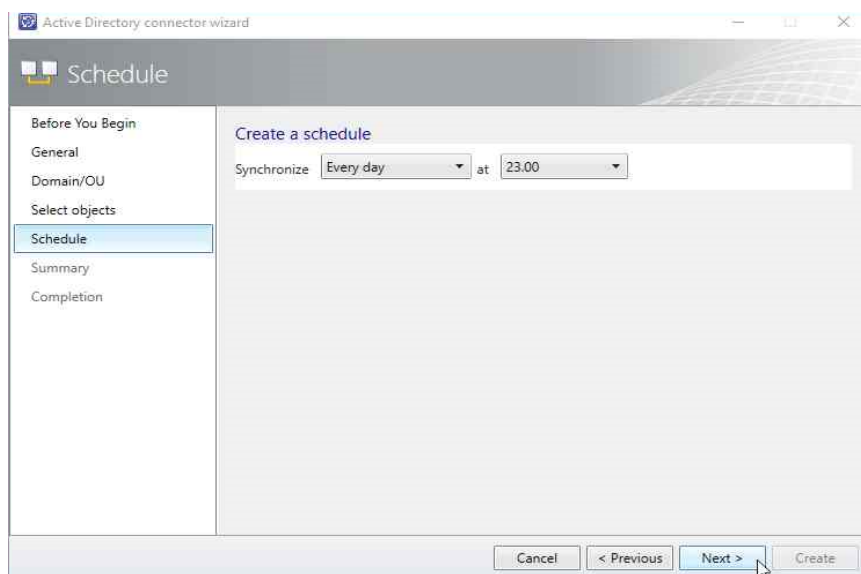 Active Directory connector wizard
Schedule
Before You Begin
General
Domain/OU
Select objects
Schedule
Summary
Completion
Create a schedule
Synchronize Every day at 23.00
Cancel < Previous Next > Create